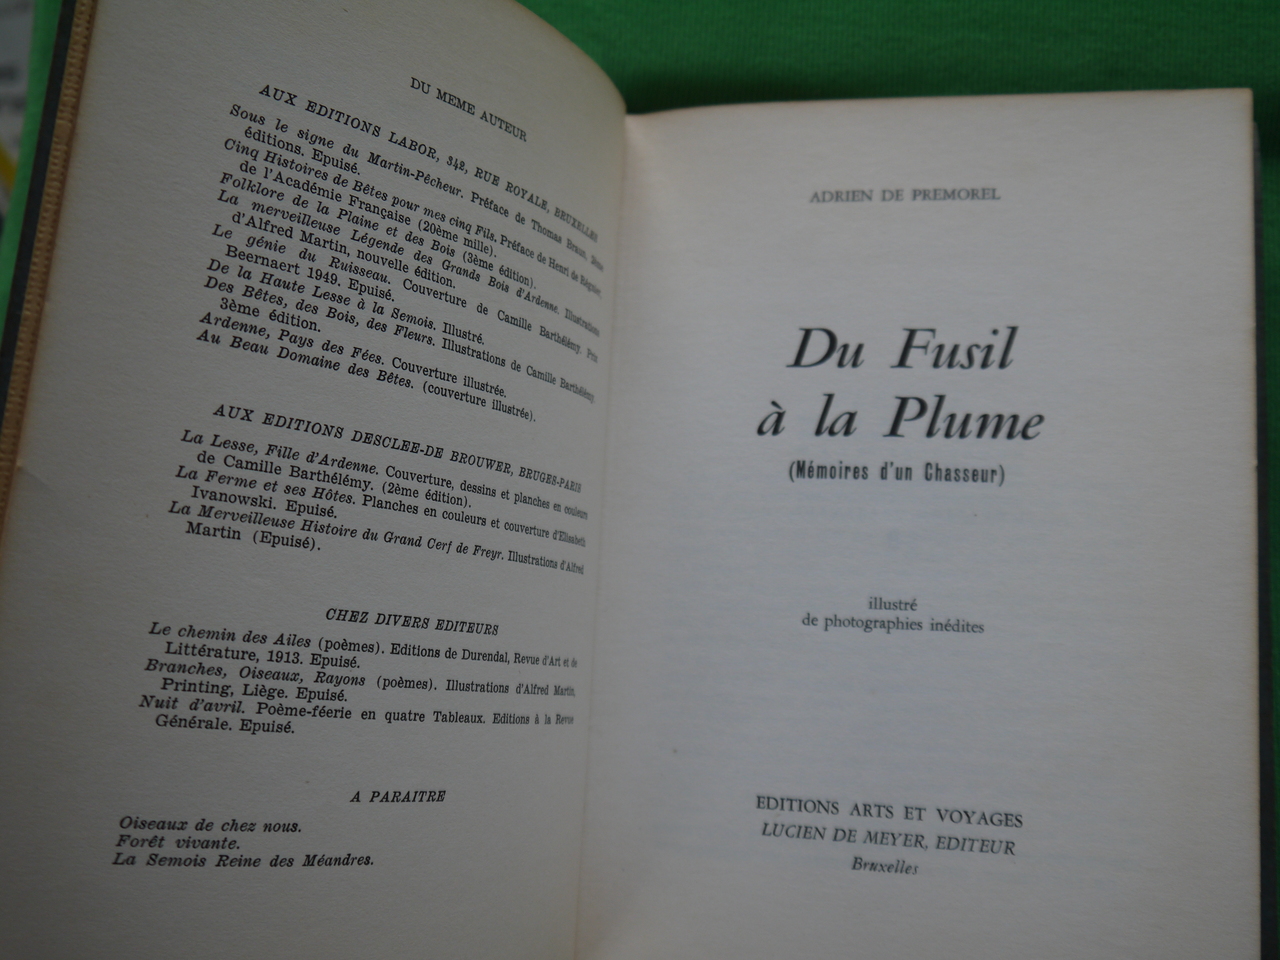 DU MEME AUTEUR
AUX EDITIONS LABOR, 342, RUE ROYALE, BRUXELLES
Sous le signe du Martin-Pêcheur. Préface de Thomas Braun. 2ème
éditions. Epuisé.
Cinq Histoires de Bêtes pour mes cinq Fils. Préface de Henri de Régnier,
de l'Académie Française (20ème mille).
Folklore de la Plaine et des Bois (3ème édition).
La merveilleuse Légende des Grands Bois d'Ardenne. Illustrations
d'Alfred Martin, nouvelle édition.
Le génie du Ruisseau. Couverture de Camille Barthélémy. Prix
Beernaert 1949. Epuisé.
De la Haute Lesse à la Semois. Illustré.
Des Bêtes, des Bois, des Fleurs. Illustrations de Camille Barthélémy.
3ème édition.
Ardenne, Pays des Fées. Couverture illustrée.
Au Beau Domaine des Bêtes. (couverture illustrée).
AUX EDITIONS DESCLEE-DE BROUWER, BRUGES-PARIS
La Lesse, Fille d'Ardenne. Couverture, dessins et planches en couleurs
de Camille Barthélémy. (2ème édition).
La Ferme et ses Hôtes. Planches en couleurs et couverture d'Elisabeth
Ivanowski. Epuisé.
La Merveilleuse Histoire du Grand Cerf de Freyr. Illustrations d'Alfred
Martin (Epuisé).
CHEZ DIVERS EDITEURS
Le chemin des Ailes (poèmes). Editions de Durendal, Revue d'Art et de
Littérature, 1913. Epuisé.
Branches, Oiseaux, Rayons (poèmes). Illustrations d'Alfred Martin.
Printing, Liège. Epuisé.
Nuit d'avril. Poème-féerie en quatre Tableaux. Editions à la Revue
Générale. Epuisé.
A PARAITRE
Oiseaux de chez nous.
Forêt vivante.
La Semois Reine des Méandres.
ADRIEN DE PREMOREL
Du Fusil
à la Plume
(Mémoires d'un Chasseur)
illustré
de photographies inédites
EDITIONS ARTS ET VOYAGES
LUCIEN DE MEYER, EDITEUR
Bruxelles